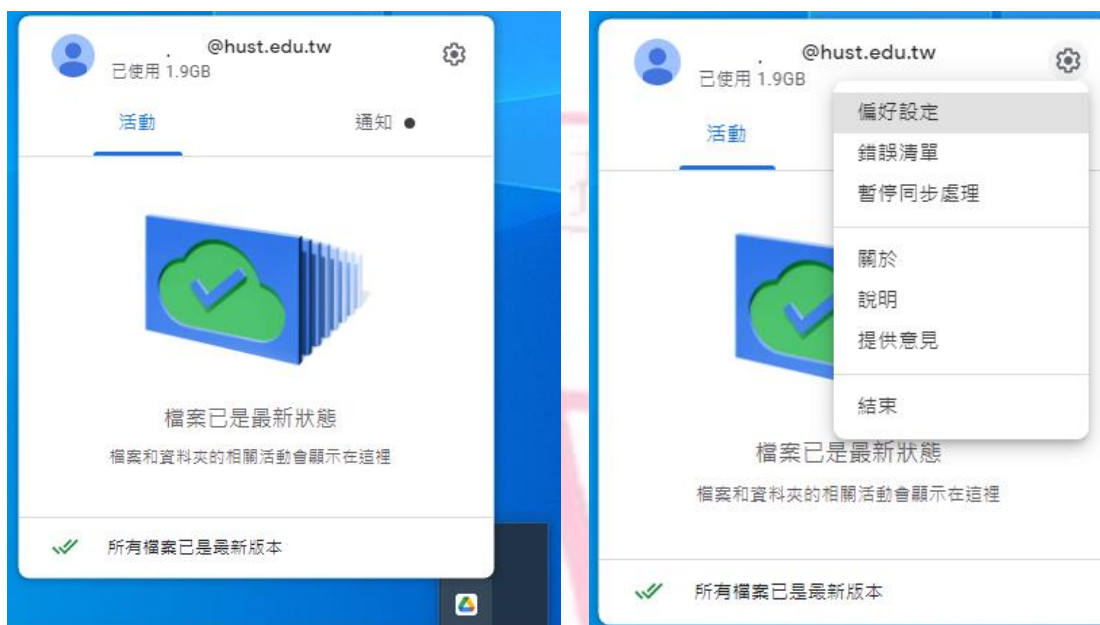 @hust.edu.tw
已使用 1.9GB
活動
通知
檔案已是最新狀態
檔案和資料夾的相關活動會顯示在這裡
所有檔案已是最新版本
@hust.edu.tw
已使用 1.9GB
活動
偏好設定
錯誤清單
暫停同步處理
關於
說明
提供意見
結束
檔案已是最新狀態
檔案和資料夾的相關活動會顯示在這裡
所有檔案已是最新版本